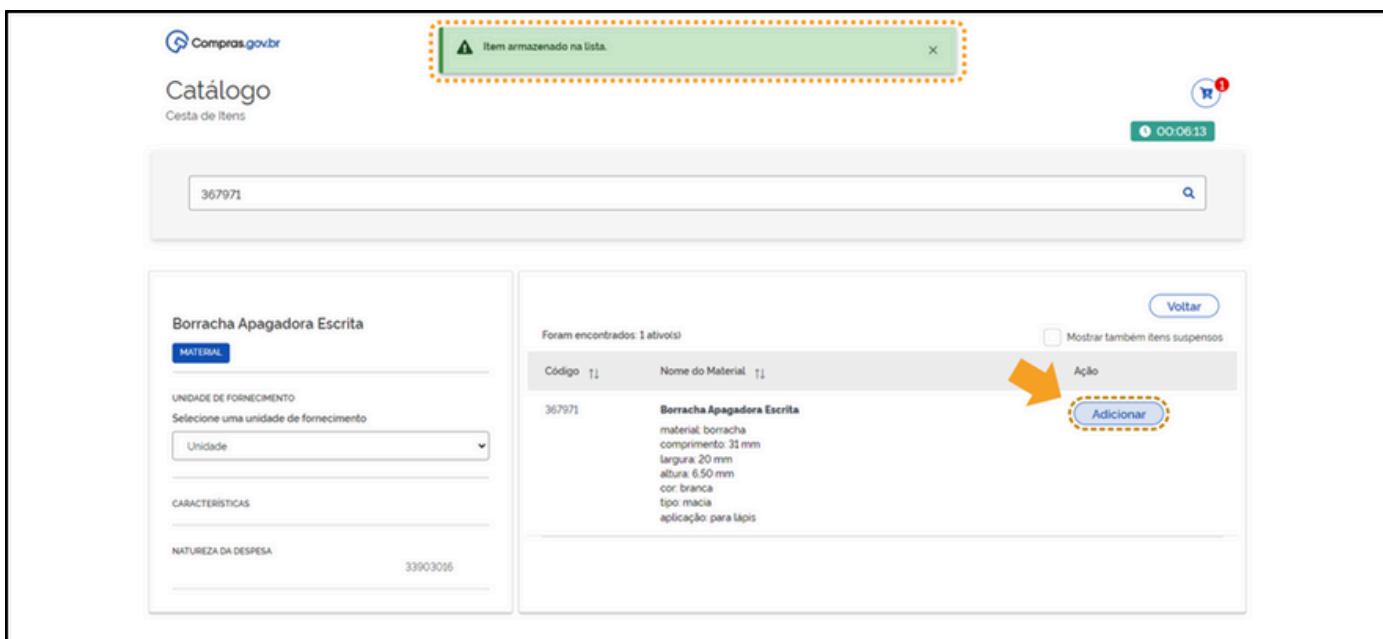 Compras.gov.br
Item armazenado na lista.
Catálogo
Cesta de Itens
1
00:06:13
367971
Borracha Apagadora Escrita
MATERIAL
UNIDADE DE FORNECIMENTO
Selecione uma unidade de fornecimento
Unidade
CARACTERÍSTICAS
NATUREZA DA DESPESA
33903016
Voltar
Foram encontrados: 1 ativo(s)
Mostrar também itens suspensos
Código Nome do Material Ação
367971 Borracha Apagadora Escrita Adicionar
material: borracha
comprimento: 31 mm
largura: 20 mm
altura: 6.50 mm
cor: branca
tipo: macia
aplicação: para lápis